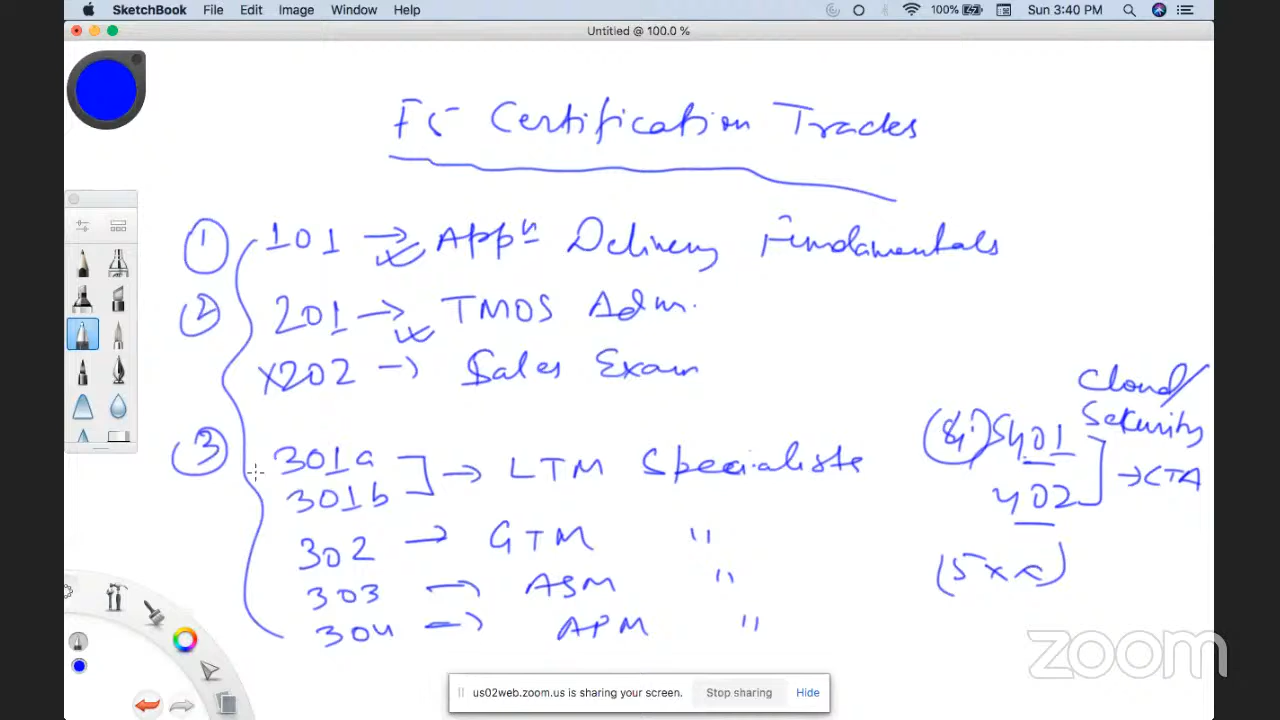 SketchBook File Edit Image Window Help 100% Sun 3:40 PM
Untitled @ 100.0 %
F5 Certification Tracks
① 101 → Appn Delivery Fundamentals
② 201 → TMOS Adm.
X202 → Sales Exam
③ 301a
301b → LTM Specialists
302 → GTM "
303 → ASM "
304 → APM "
Cloud/
Security
401
402 → CTA
(5xx)
us02web.zoom.us is sharing your screen. Stop sharing Hide
zoom